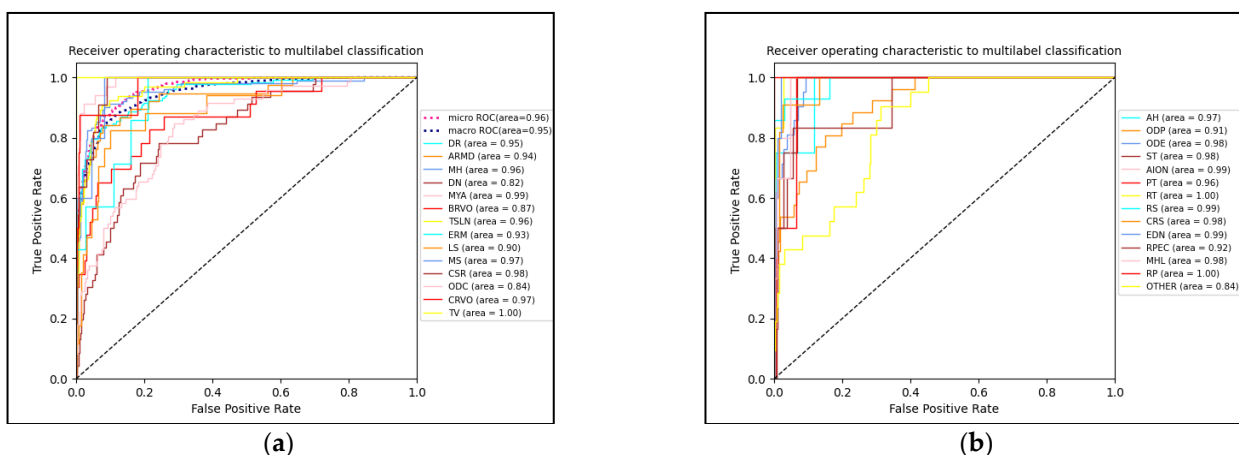 Receiver operating characteristic to multilabel classification
1.0
0.8
0.6
0.4
0.2
0.0
True Positive Rate
0.0
0.2
0.4
0.6
0.8
1.0
False Positive Rate
micro ROC(area=0.96)
macro ROC(area=0.95)
DR (area = 0.95)
ARMD (area = 0.94)
MH (area = 0.96)
DN (area = 0.82)
MYA (area = 0.99)
BRVO (area = 0.87)
TSLN (area = 0.96)
ERM (area = 0.93)
LS (area = 0.90)
MS (area = 0.97)
CSR (area = 0.98)
ODC (area = 0.84)
CRVO (area = 0.97)
TV (area = 1.00)
(a)
Receiver operating characteristic to multilabel classification
1.0
0.8
0.6
0.4
0.2
0.0
True Positive Rate
0.0
0.2
0.4
0.6
0.8
1.0
False Positive Rate
AH (area = 0.97)
ODP (area = 0.91)
ODE (area = 0.98)
ST (area = 0.98)
AION (area = 0.99)
PT (area = 0.96)
RT (area = 1.00)
RS (area = 0.99)
CRS (area = 0.98)
EDN (area = 0.99)
RPEC (area = 0.92)
MHL (area = 0.98)
RP (area = 1.00)
OTHER (area = 0.84)
(b)